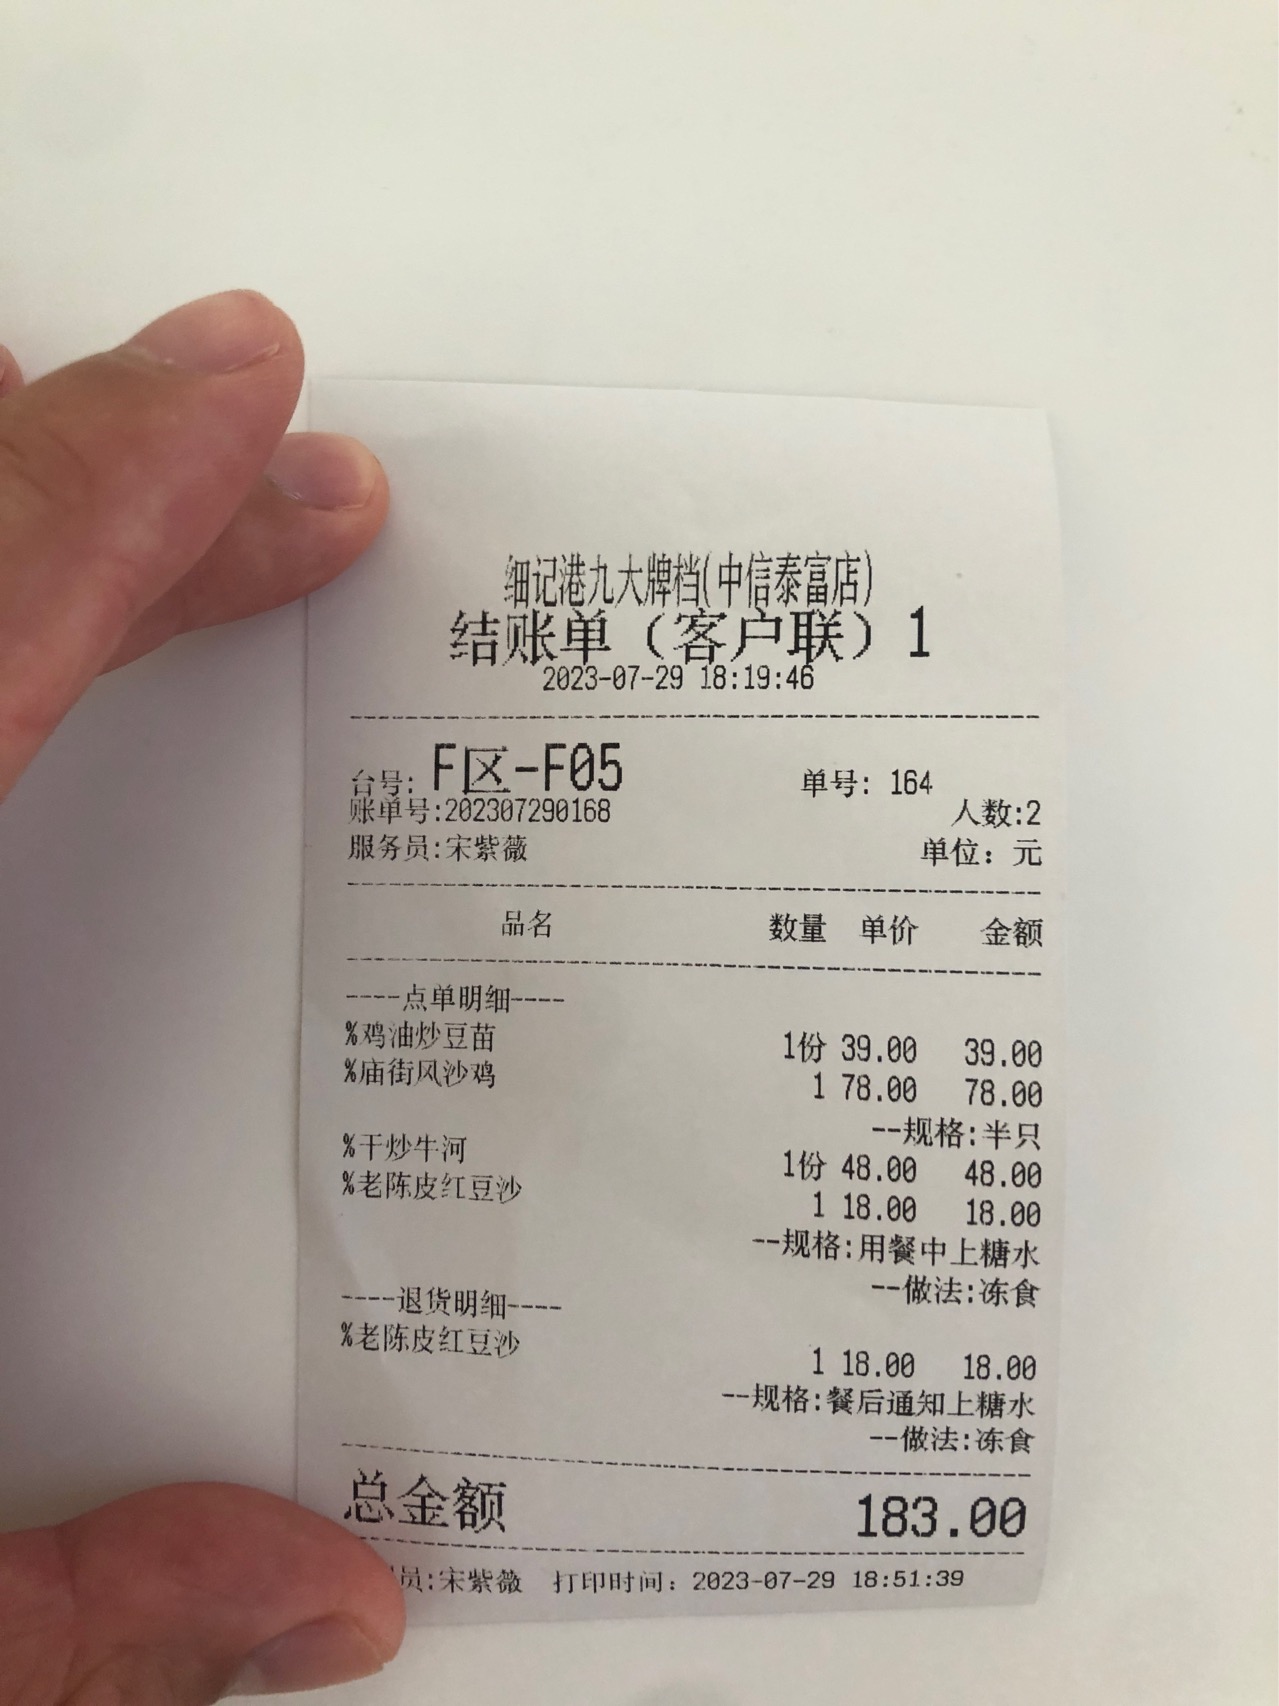 细记港九大牌档(中信泰富店)
结账单（客户联）1
2023-07-29 18:19:46
台号: F区-F05 单号: 164
账单号:202307290168 人数:2
服务员:宋紫薇 单位: 元
品名 数量 单价 金额
----点单明细----
%鸡油炒豆苗 1份 39.00 39.00
%庙街风沙鸡 1 78.00 78.00
--规格:半只
%干炒牛河 1份 48.00 48.00
%老陈皮红豆沙 1 18.00 18.00
--规格:用餐中上糖水
--做法:冻食
----退货明细----
%老陈皮红豆沙 1 18.00 18.00
--规格:餐后通知上糖水
--做法:冻食
总金额 183.00
员:宋紫薇 打印时间: 2023-07-29 18:51:39